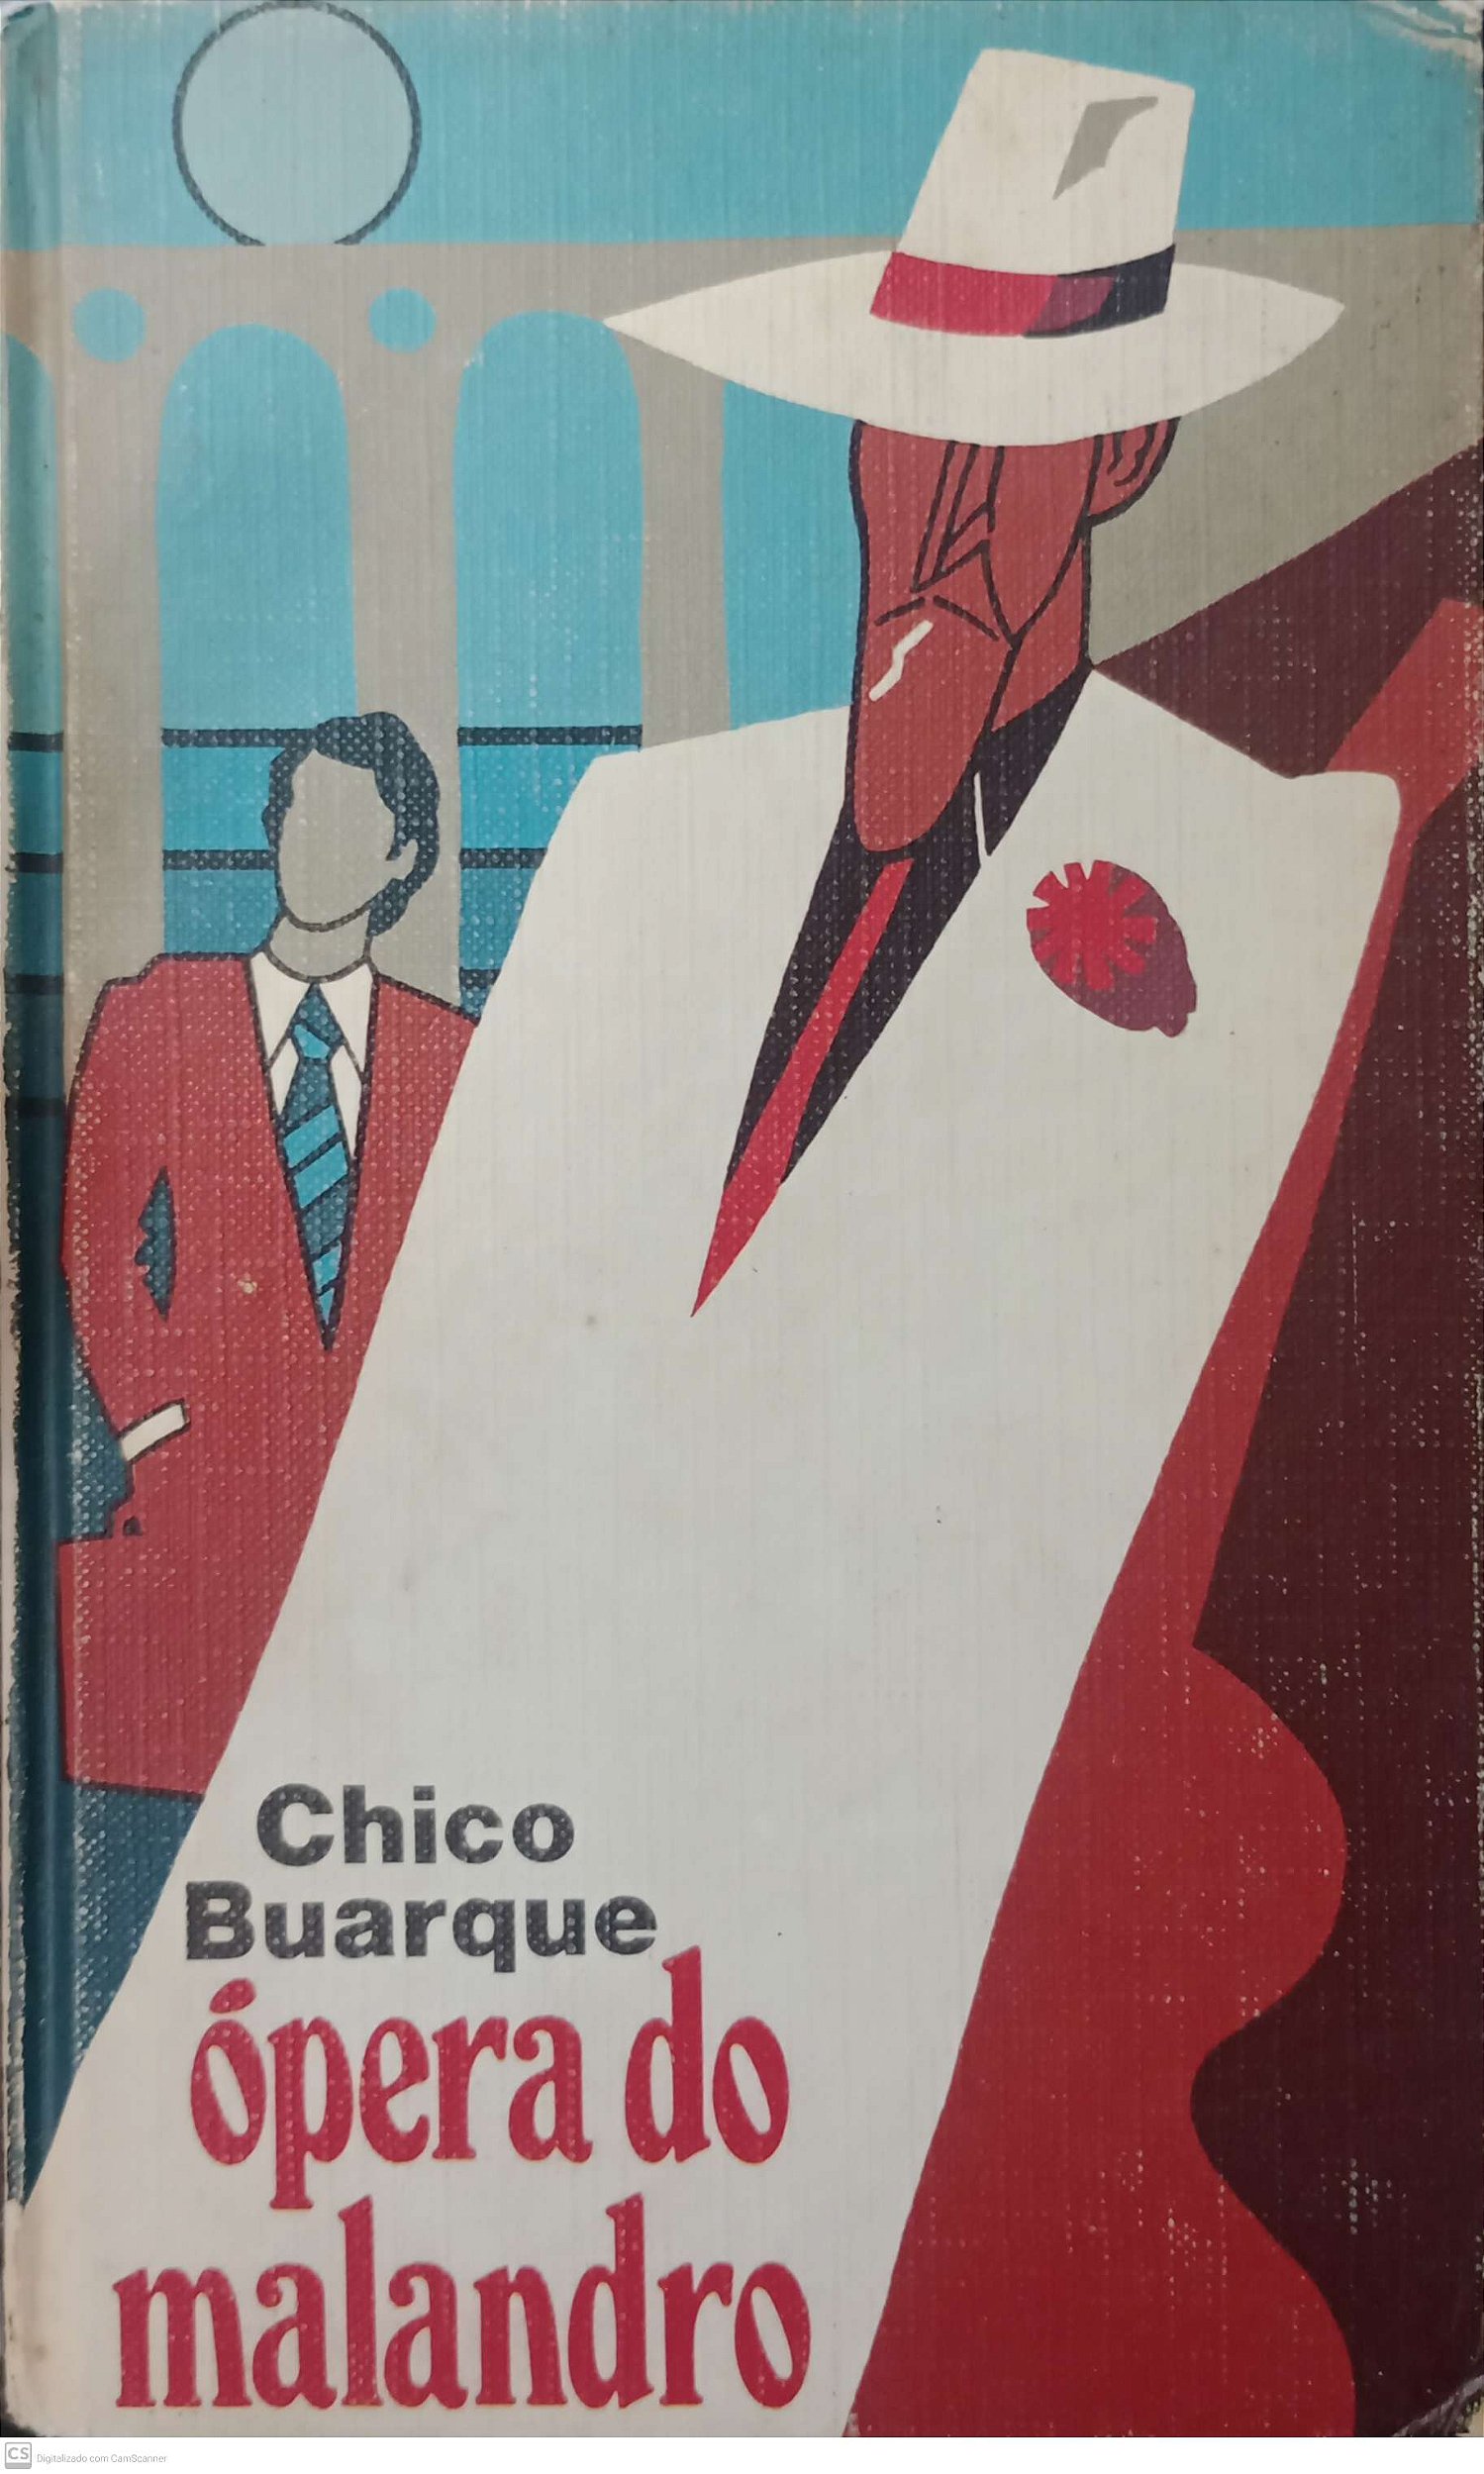 Chico
Buarque
ópera do
malandro
CS Digitalizado com CamScanner